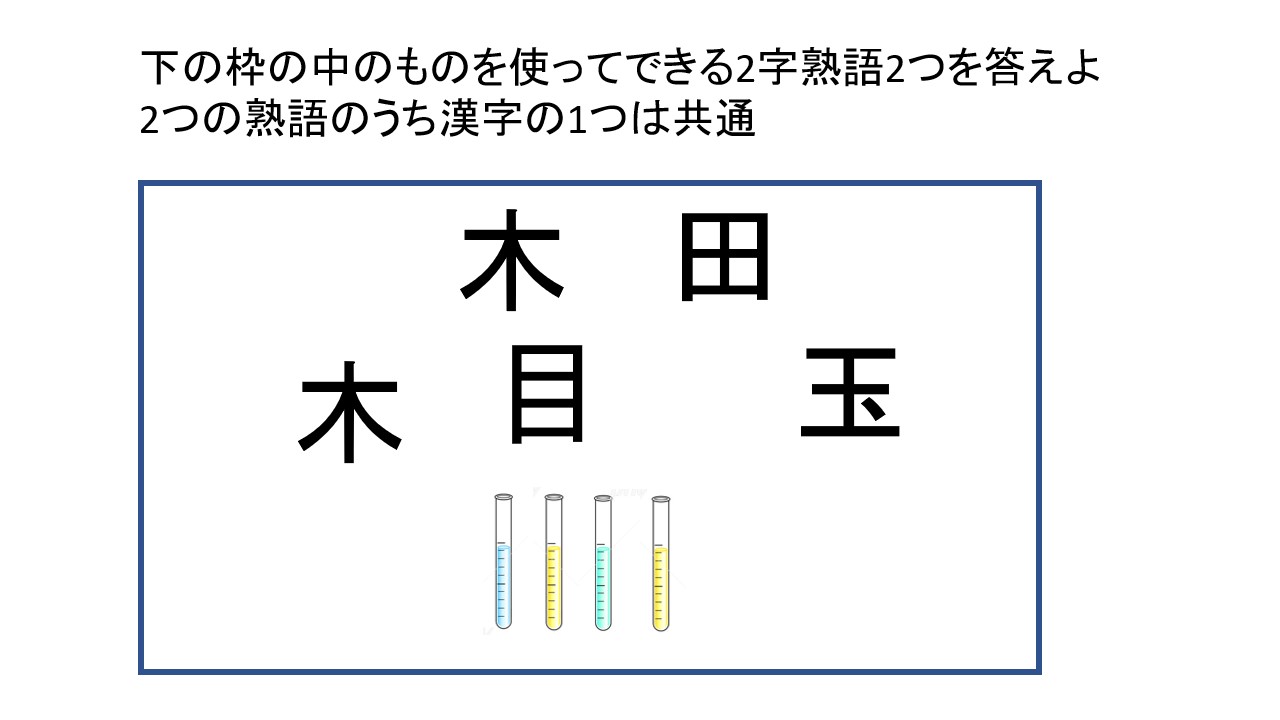 下の枠の中のものを使ってできる2字熟語2つを答えよ
2つの熟語のうち漢字の1つは共通
木 田
木 目 玉